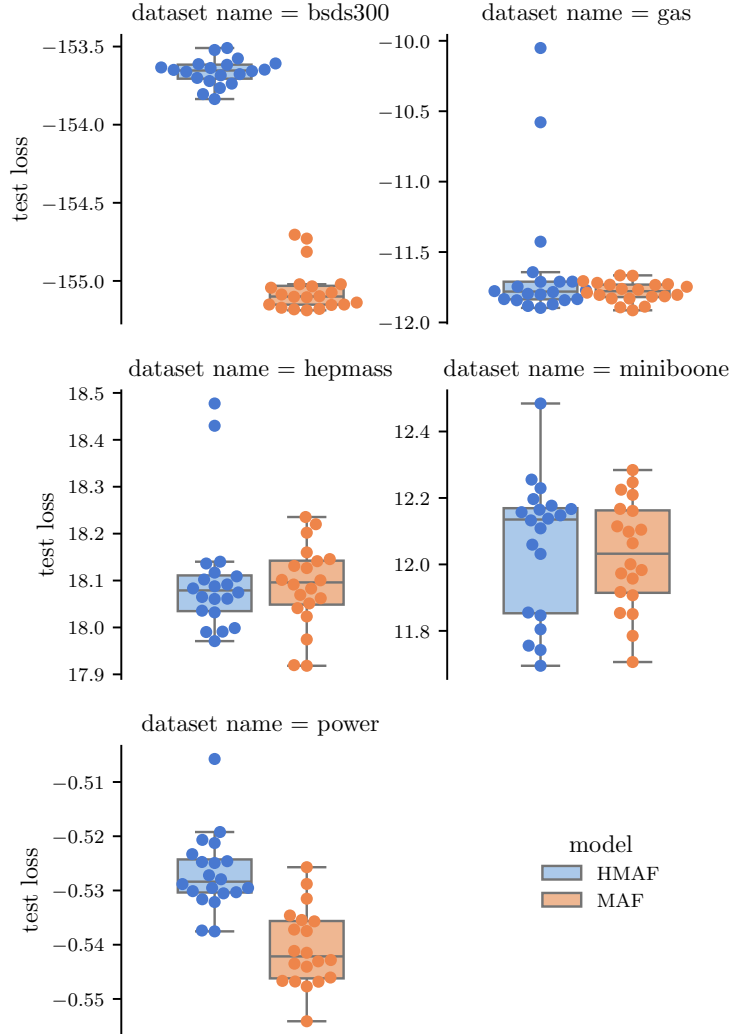 dataset name = bsds300
dataset name = gas
test loss
−153.5
−154.0
−154.5
−155.0
−10.0
−10.5
−11.0
−11.5
−12.0
dataset name = hepmass
dataset name = miniboone
test loss
18.5
18.4
18.3
18.2
18.1
18.0
17.9
12.4
12.2
12.0
11.8
dataset name = power
test loss
−0.51
−0.52
−0.53
−0.54
−0.55
model
HMAF
MAF